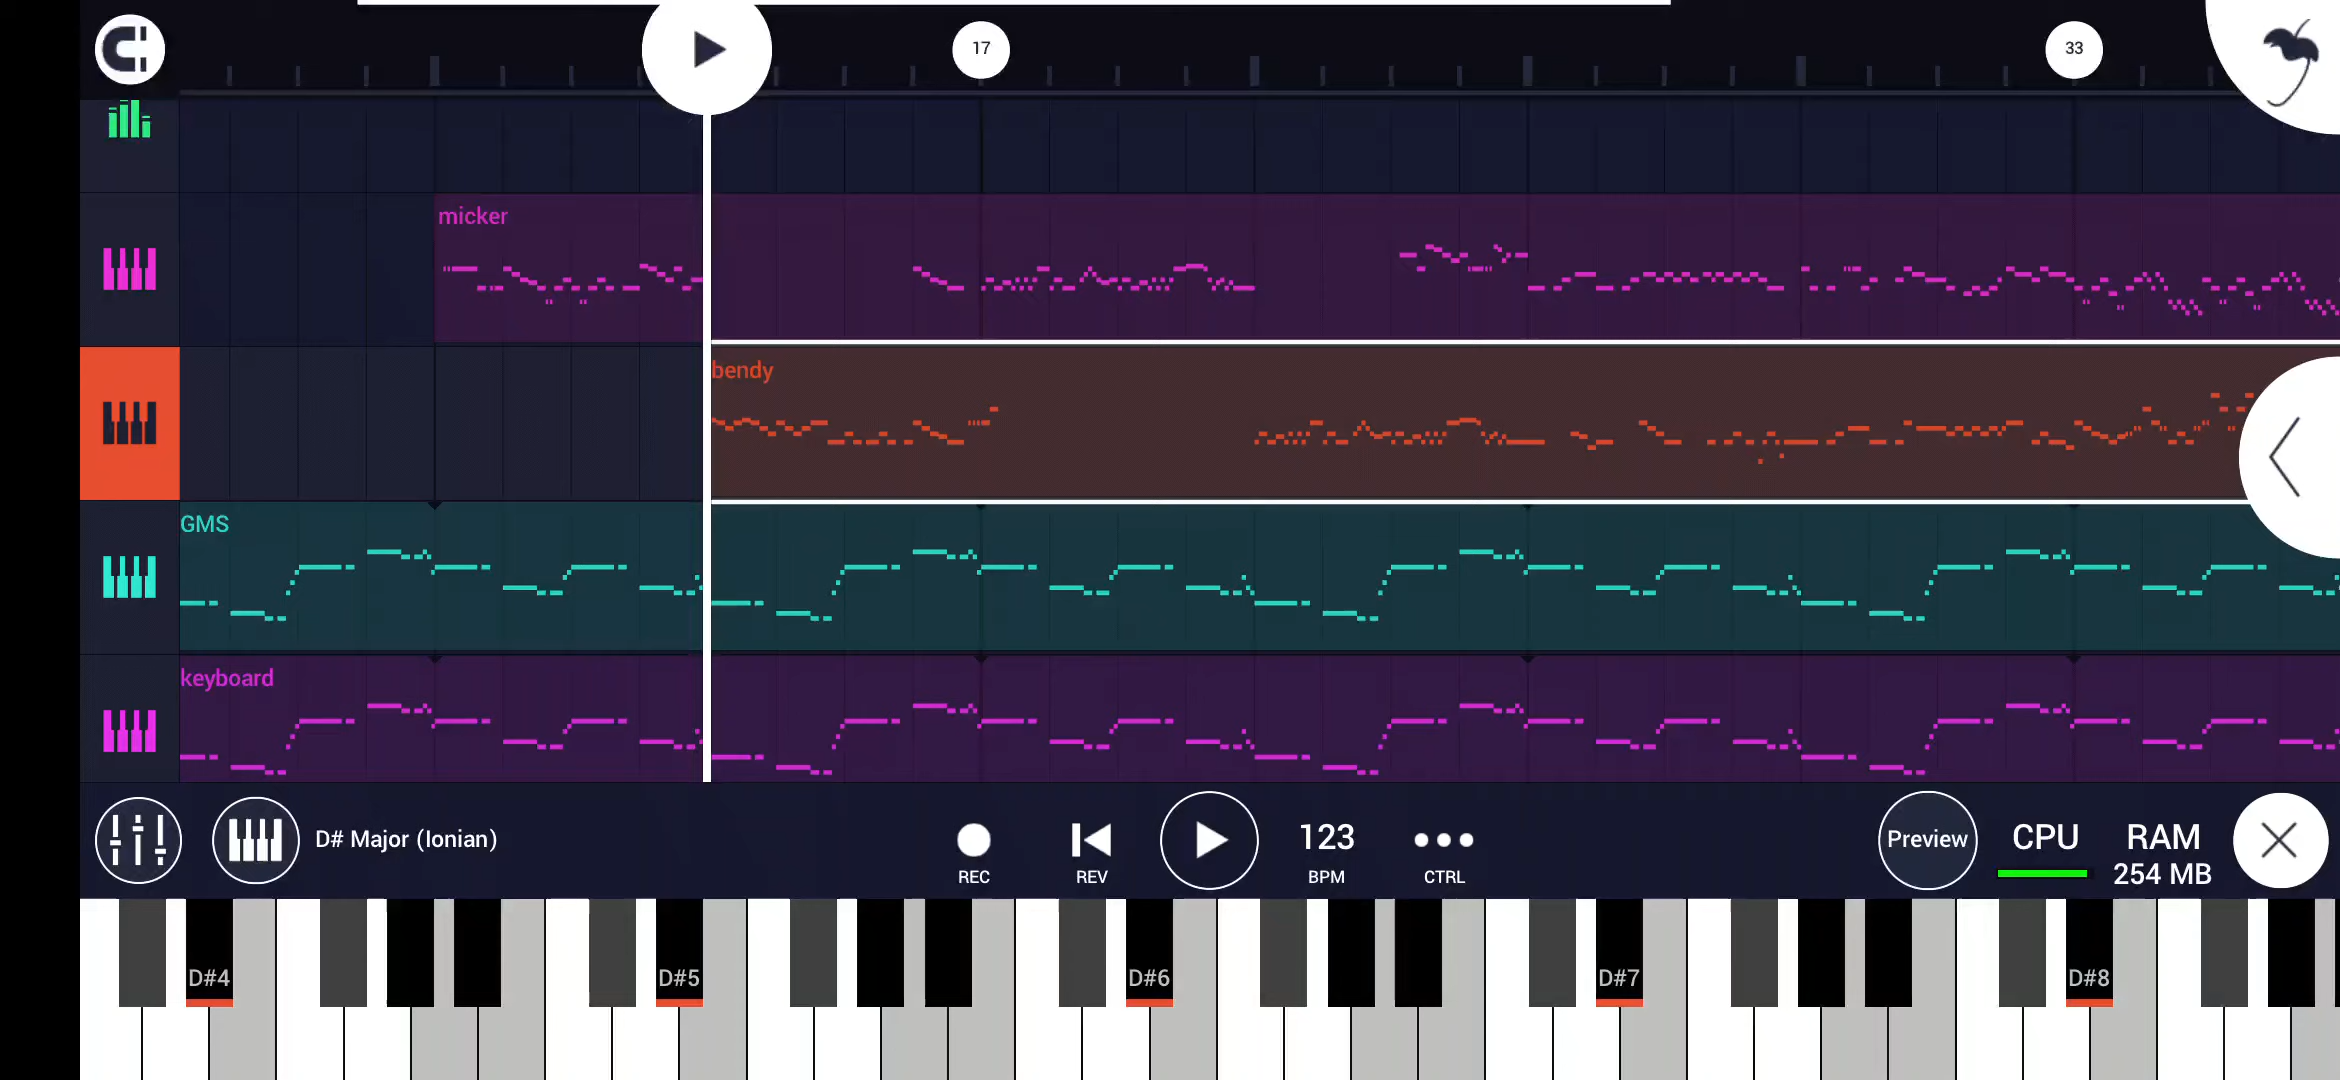 17
33
micker
bendy
GMS
keyboard
D# Major (Ionian)
REC
REV
123
BPM
CTRL
Preview
CPU
RAM
254 MB
D#4
D#5
D#6
D#7
D#8